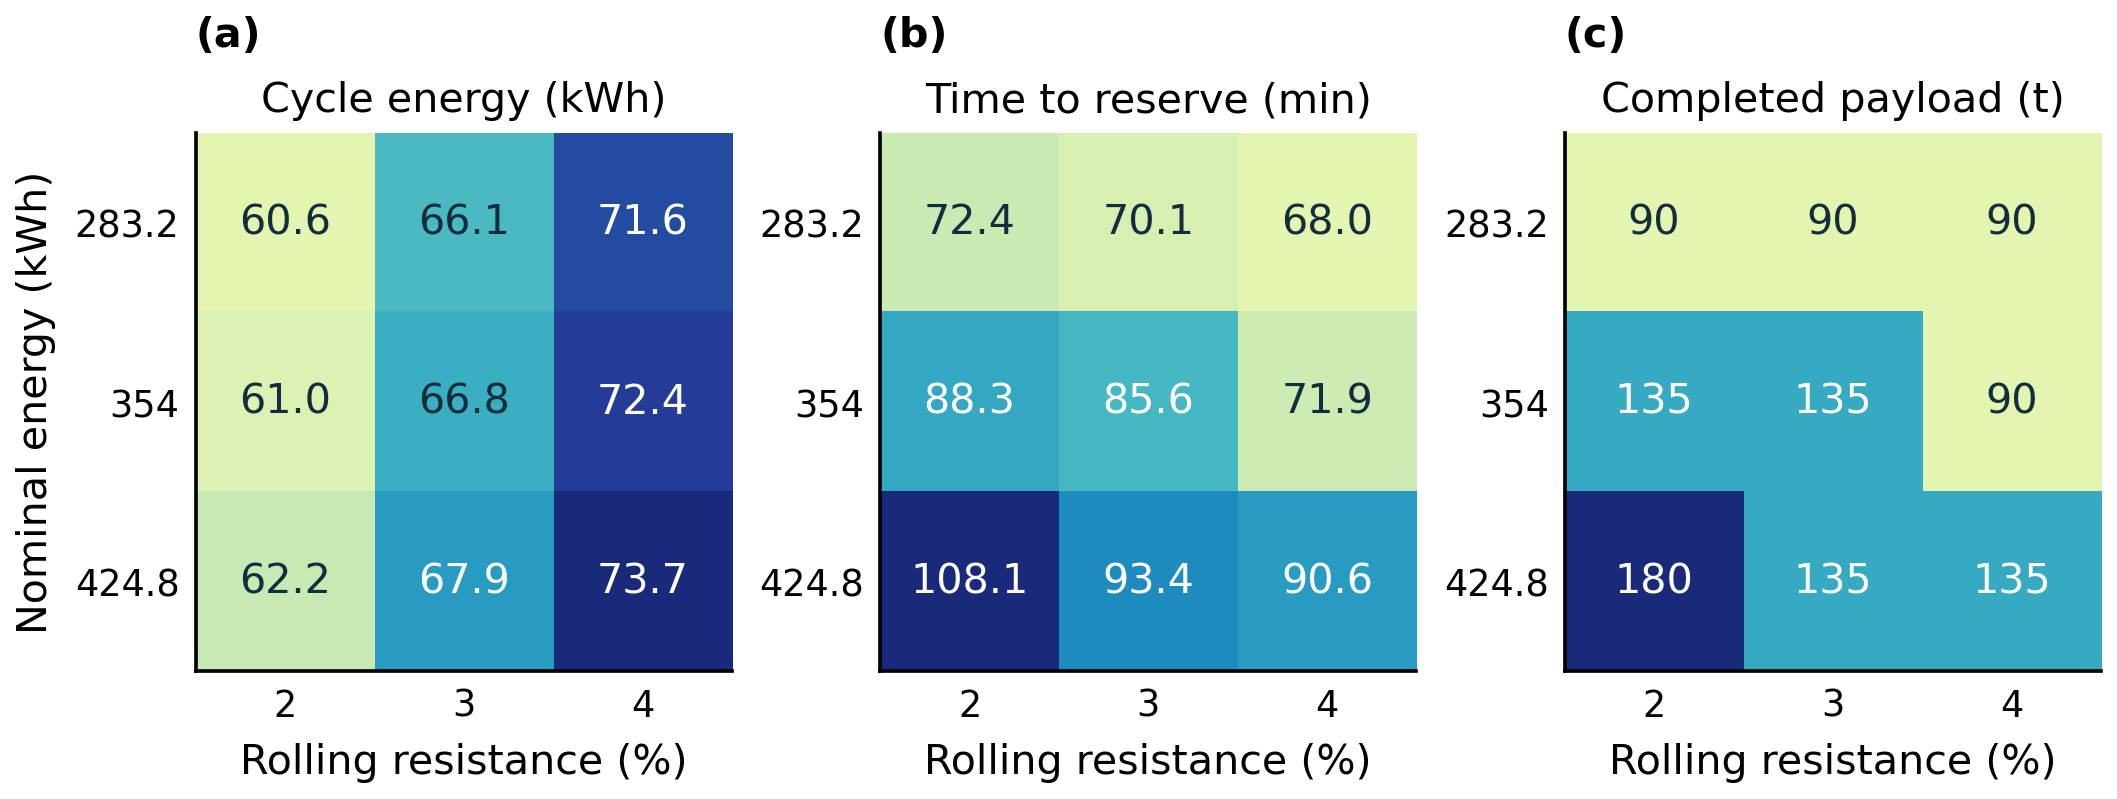 (a) (b) (c)
Cycle energy (kWh) Time to reserve (min) Completed payload (t)
Nominal energy (kWh)
283.2 60.6 66.1 71.6 283.2 72.4 70.1 68.0 283.2 90 90 90
354 61.0 66.8 72.4 354 88.3 85.6 71.9 354 135 135 90
424.8 62.2 67.9 73.7 424.8 108.1 93.4 90.6 424.8 180 135 135
2 3 4 2 3 4 2 3 4
Rolling resistance (%) Rolling resistance (%) Rolling resistance (%)